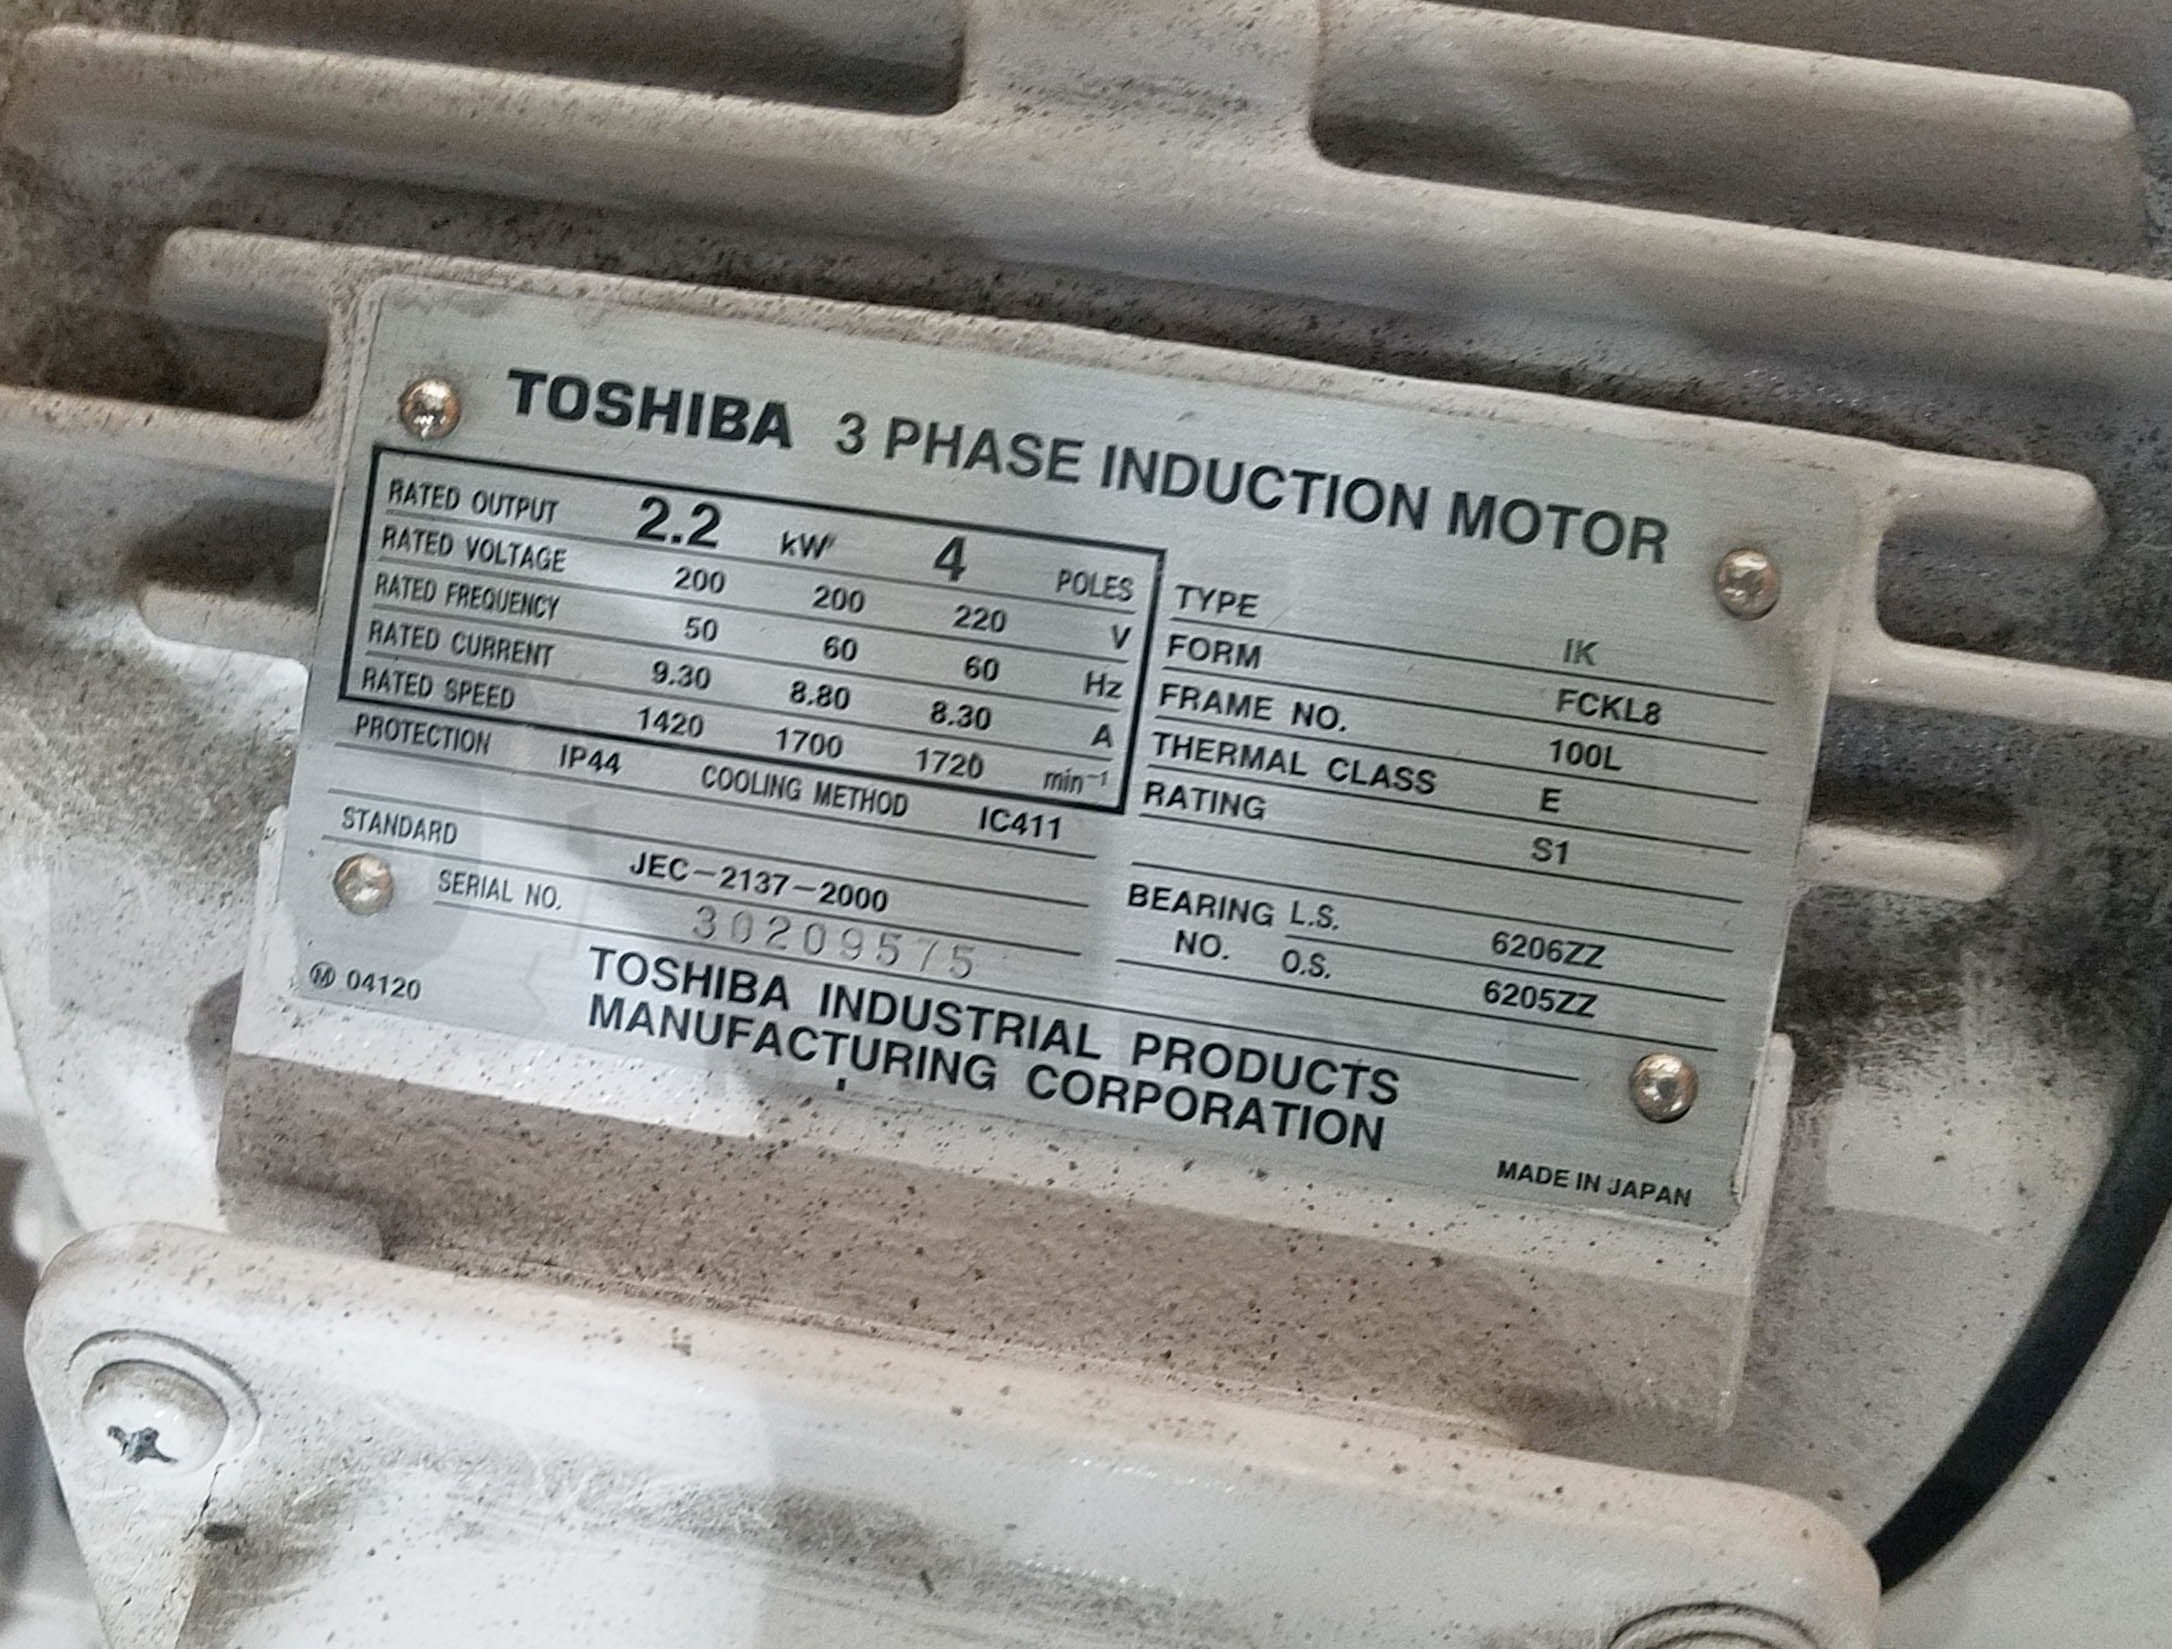 TOSHIBA 3 PHASE INDUCTION MOTOR
RATED OUTPUT 2.2 kW 4 POLES
RATED VOLTAGE 200 200 220 V
RATED FREQUENCY 50 60 60 Hz
RATED CURRENT 9.30 8.80 8.30 A
RATED SPEED 1420 1700 1720 min⁻¹
PROTECTION IP44 COOLING METHOD IC411
STANDARD JEC-2137-2000
SERIAL NO. 30209575
TYPE IK
FORM FCKL8
FRAME NO. 100L
THERMAL CLASS E
RATING S1
BEARING L.S. 6206ZZ
NO. O.S. 6205ZZ
Ⓜ 04120
TOSHIBA INDUSTRIAL PRODUCTS
MANUFACTURING CORPORATION
MADE IN JAPAN